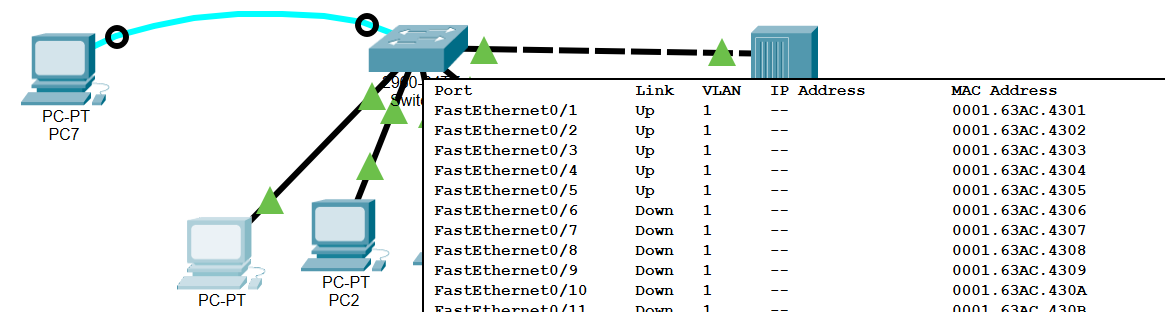 PC-PT
PC7
PC-PT
PC-PT
PC2
Port Link VLAN IP Address MAC Address
FastEthernet0/1 Up 1 -- 0001.63AC.4301
FastEthernet0/2 Up 1 -- 0001.63AC.4302
FastEthernet0/3 Up 1 -- 0001.63AC.4303
FastEthernet0/4 Up 1 -- 0001.63AC.4304
FastEthernet0/5 Up 1 -- 0001.63AC.4305
FastEthernet0/6 Down 1 -- 0001.63AC.4306
FastEthernet0/7 Down 1 -- 0001.63AC.4307
FastEthernet0/8 Down 1 -- 0001.63AC.4308
FastEthernet0/9 Down 1 -- 0001.63AC.4309
FastEthernet0/10 Down 1 -- 0001.63AC.430A
FastEthernet0/11 Down 1 -- 0001.63AC.430B